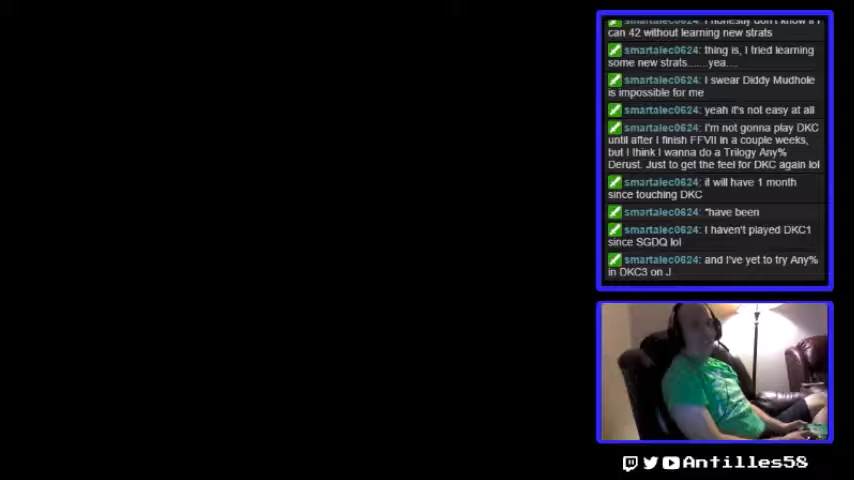 smartalec0624: I honestly don't know if I
can 42 without learning new strats
smartalec0624: thing is, I tried learning
some new strats.......yea....
smartalec0624: I swear Diddy Mudhole
is impossible for me
smartalec0624: yeah it's not easy at all
smartalec0624: I'm not gonna play DKC
until after I finish FFVII in a couple weeks,
but I think I wanna do a Trilogy Any%
Derust. Just to get the feel for DKC again lol
smartalec0624: it will have 1 month
since touching DKC
smartalec0624: *have been
smartalec0624: I haven't played DKC1
since SGDQ lol
smartalec0624: and I've yet to try Any%
in DKC3 on J
Antilles58